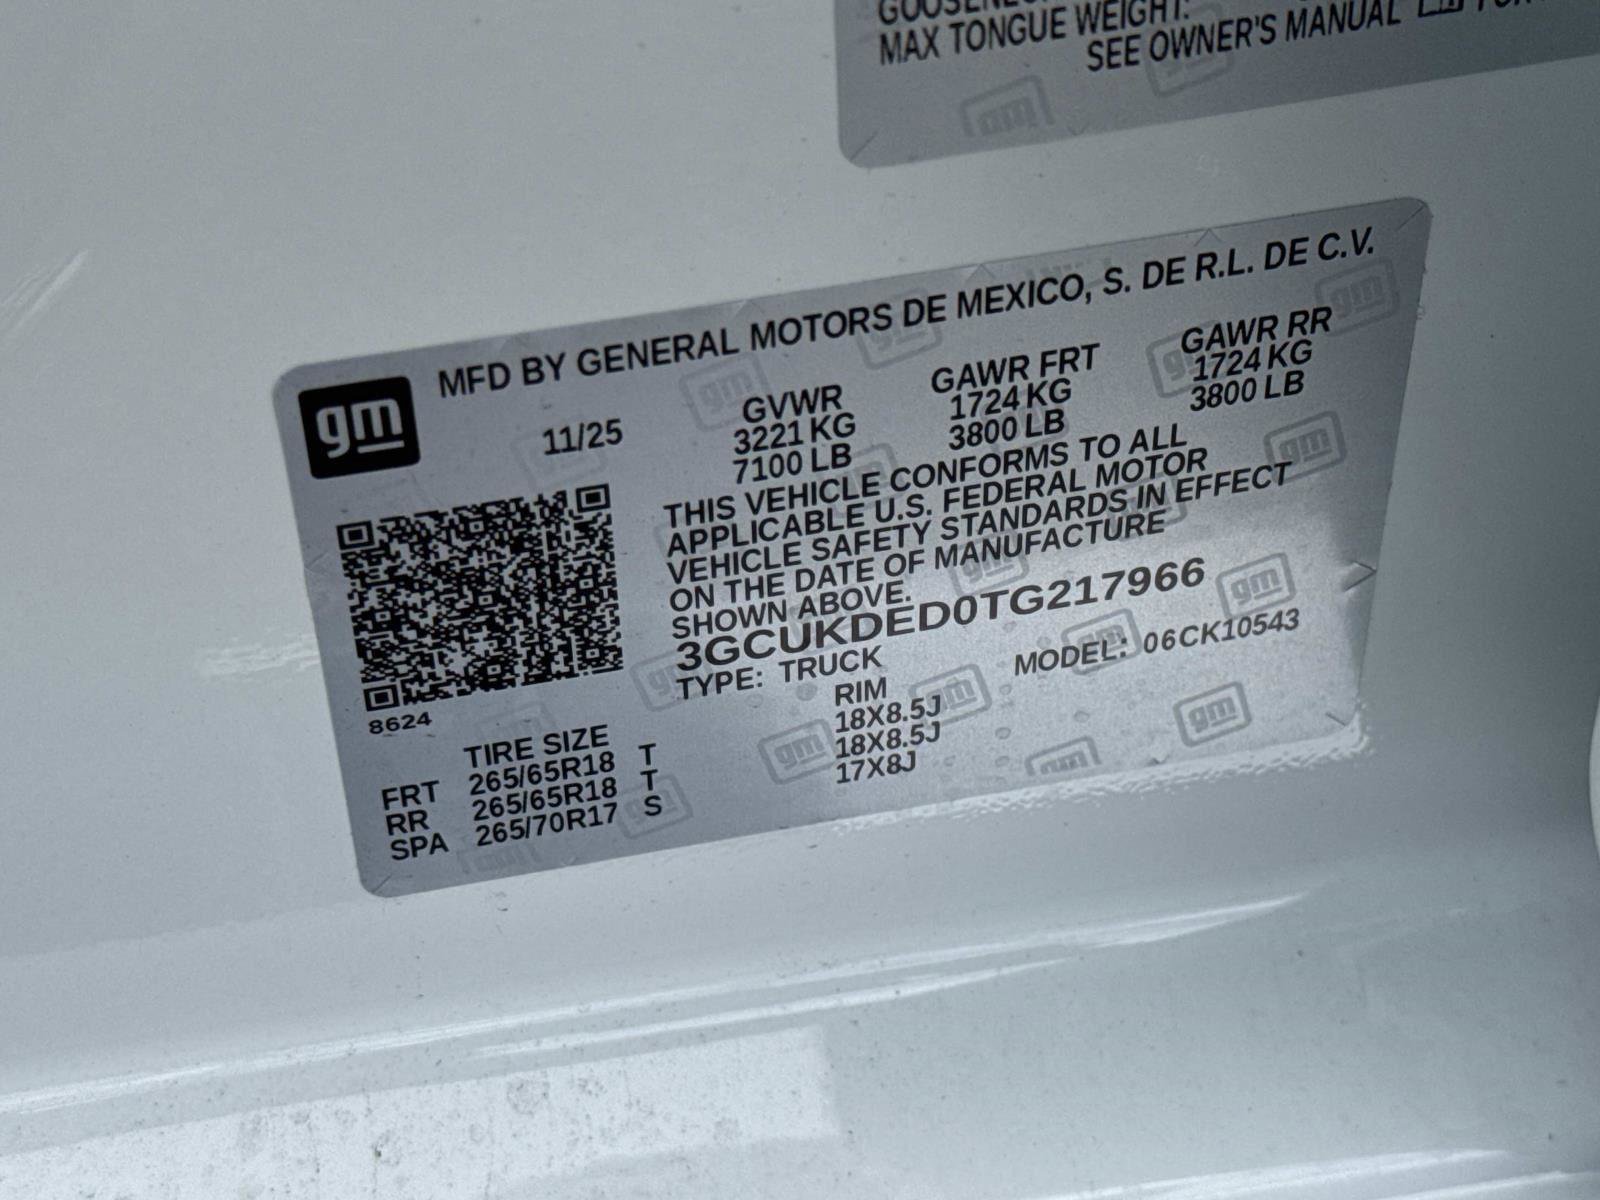 MAX TONGUE WEIGHT:
SEE OWNER'S MANUAL
gm
MFD BY GENERAL MOTORS DE MEXICO, S. DE R.L. DE C.V.
11/25
GVWR GAWR FRT GAWR RR
3221 KG 1724 KG 1724 KG
7100 LB 3800 LB 3800 LB
THIS VEHICLE CONFORMS TO ALL
APPLICABLE U.S. FEDERAL MOTOR
VEHICLE SAFETY STANDARDS IN EFFECT
ON THE DATE OF MANUFACTURE
SHOWN ABOVE.
3GCUKDED0TG217966
TYPE: TRUCK MODEL: 06CK10543
8624
TIRE SIZE RIM
FRT 265/65R18 T 18X8.5J
RR 265/65R18 T 18X8.5J
SPA 265/70R17 S 17X8J